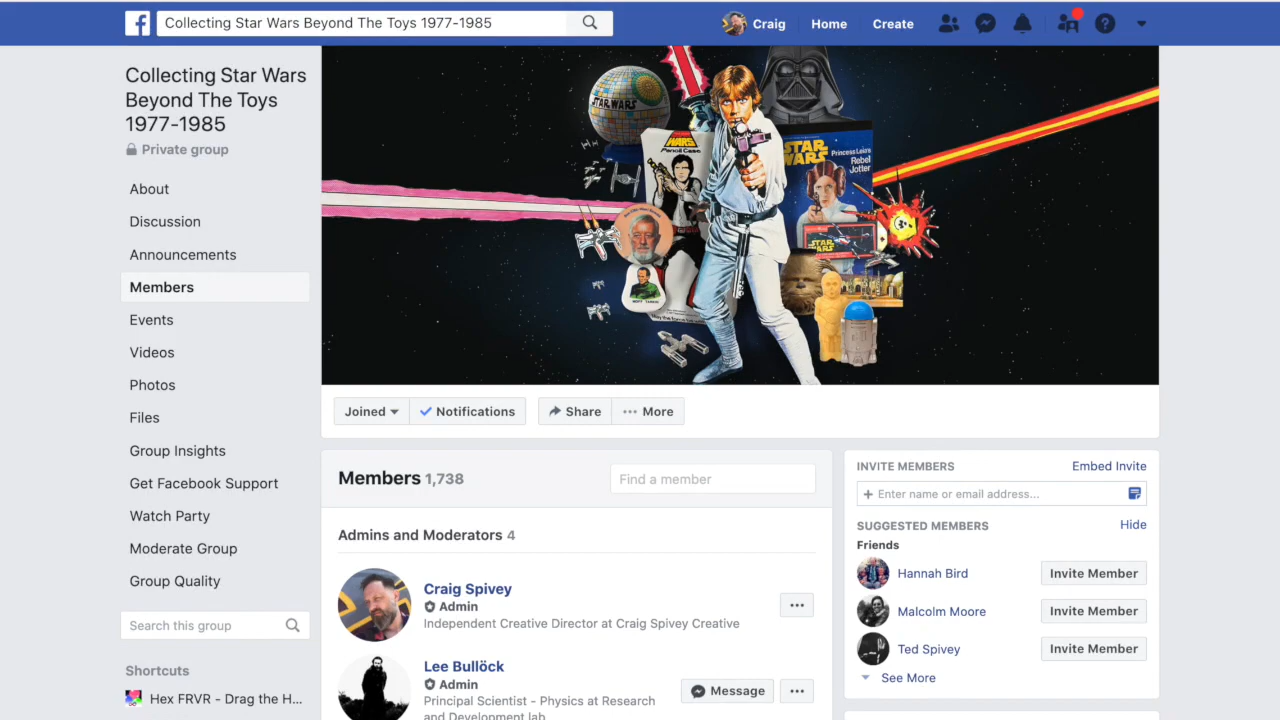 Collecting Star Wars Beyond The Toys 1977-1985
Craig
Home
Create
Collecting Star Wars
Beyond The Toys
1977-1985
Private group
About
Discussion
Announcements
Members
Events
Videos
Photos
Files
Group Insights
Get Facebook Support
Watch Party
Moderate Group
Group Quality
Search this group
Shortcuts
Hex FRVR - Drag the H...
STAR WARS
WARS
Pencil Case
STAR
WARS
Princess Leia's
Rebel
Jotter
STAR
WARS
Joined
Notifications
Share
More
Members 1,738
Find a member
Admins and Moderators 4
Craig Spivey
Admin
Independent Creative Director at Craig Spivey Creative
Lee Bullöck
Admin
Principal Scientist - Physics at Research
and Development lab
Message
INVITE MEMBERS
Embed Invite
Enter name or email address...
SUGGESTED MEMBERS
Hide
Friends
Hannah Bird
Invite Member
Malcolm Moore
Invite Member
Ted Spivey
Invite Member
See More